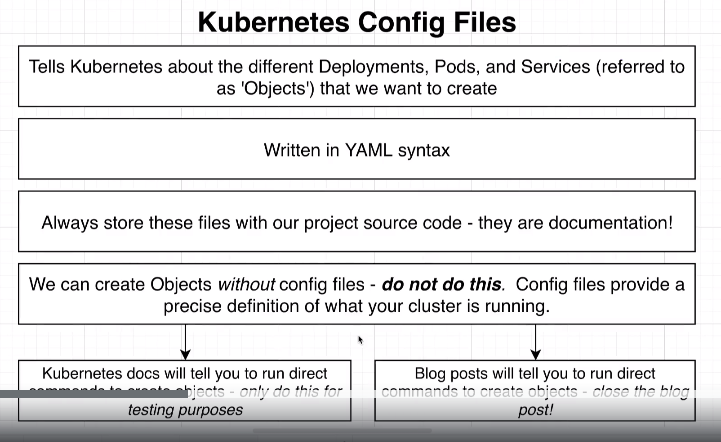 Kubernetes Config Files
Tells Kubernetes about the different Deployments, Pods, and Services (referred to
as 'Objects') that we want to create
Written in YAML syntax
Always store these files with our project source code - they are documentation!
We can create Objects without config files - do not do this. Config files provide a
precise definition of what your cluster is running.
Kubernetes docs will tell you to run direct
commands to create objects - only do this for
testing purposes
Blog posts will tell you to run direct
commands to create objects - close the blog
post!